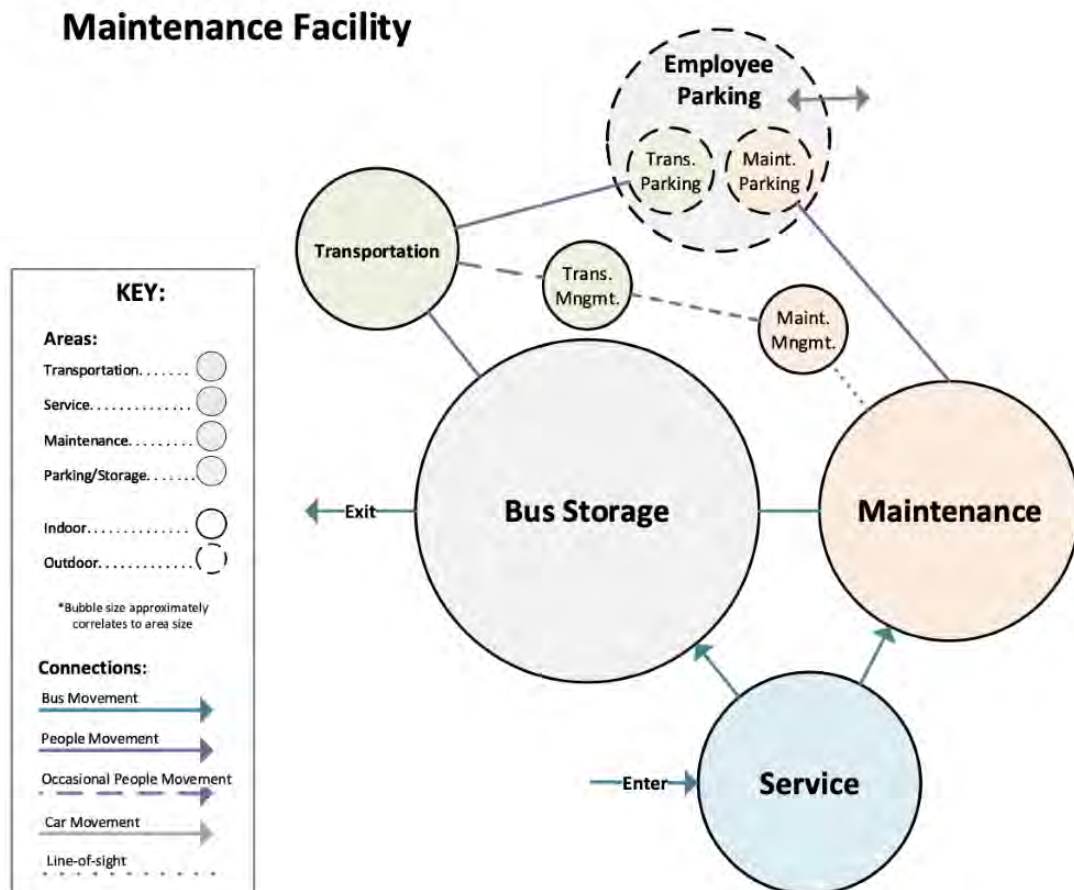 Maintenance Facility
Employee
Parking
Trans.
Parking
Maint.
Parking
Transportation
Trans.
Mngmt.
Maint.
Mngmt.
KEY:
Areas:
Transportation.......
Service..............
Maintenance..........
Parking/Storage......
Indoor...............
Outdoor..............
*Bubble size approximately
correlates to area size
Connections:
Bus Movement
People Movement
Occasional People Movement
Car Movement
Line-of-sight
Exit
Bus Storage
Maintenance
Enter
Service